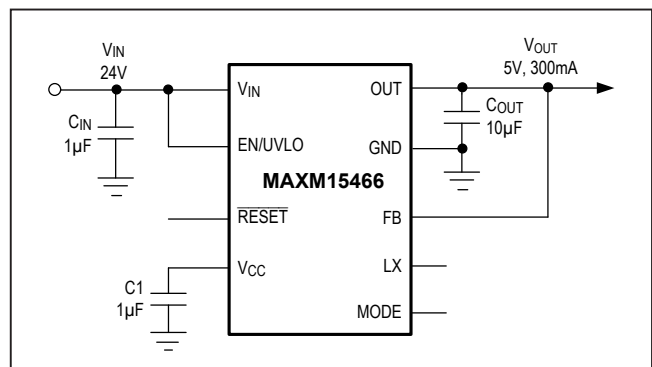 VIN
24V
CIN
1µF
VIN
EN/UVLO
RESET
VCC
C1
1µF
MAXM15466
OUT
GND
FB
LX
MODE
COUT
10µF
VOUT
5V, 300mA